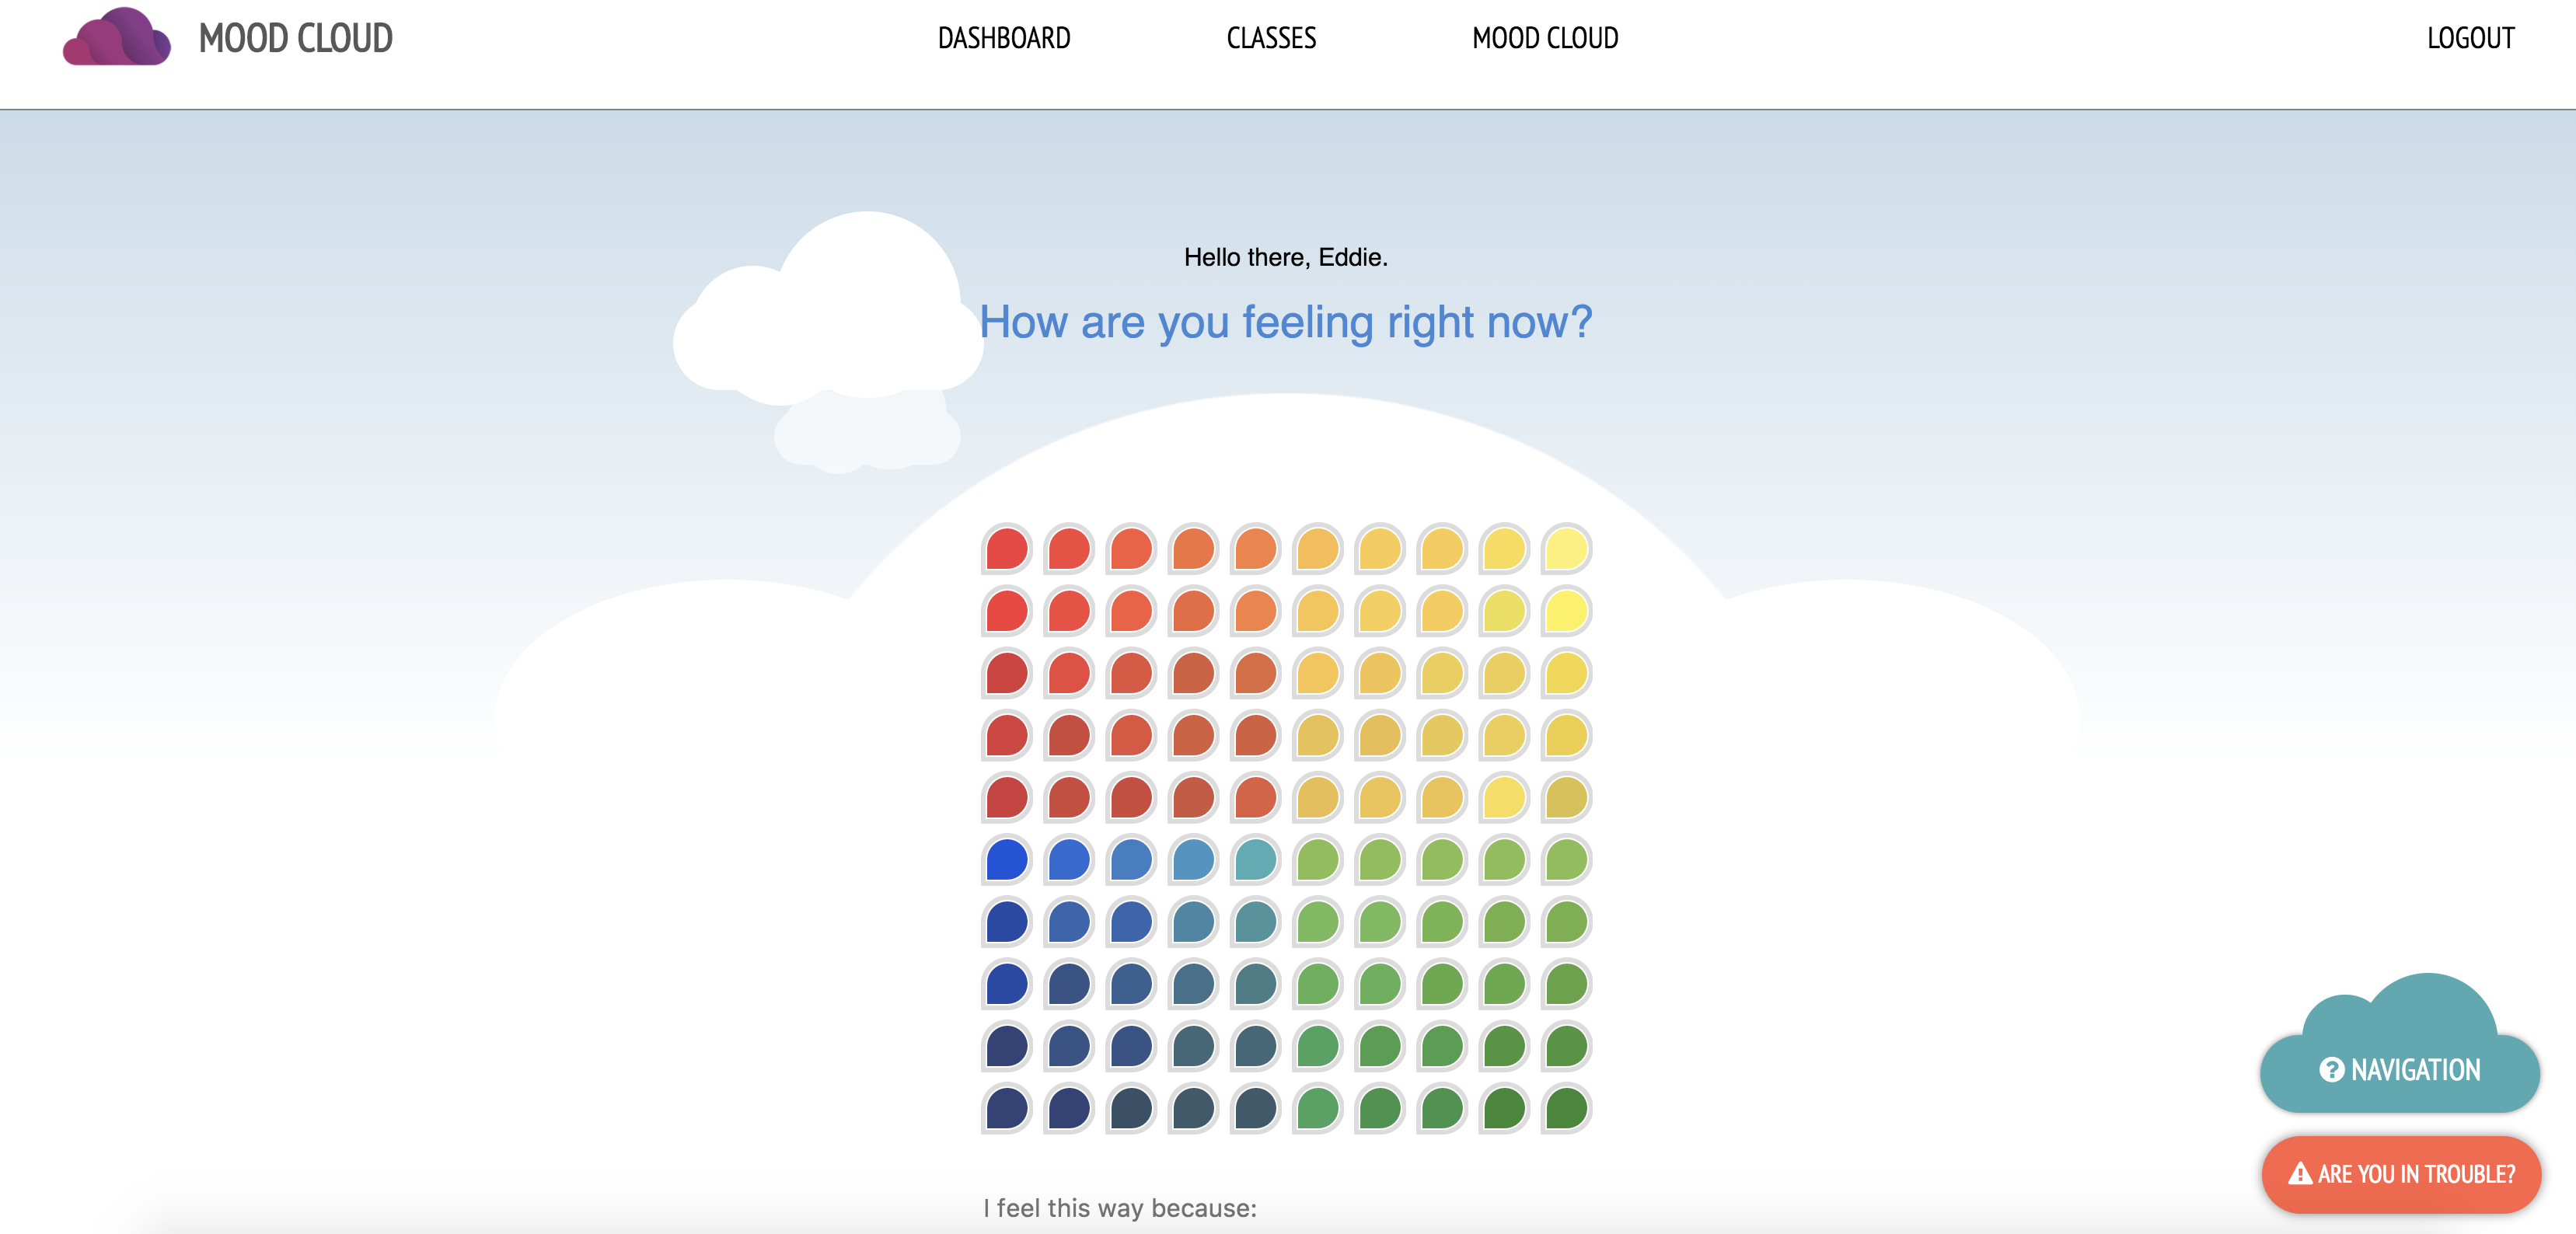 MOOD CLOUD
DASHBOARD
CLASSES
MOOD CLOUD
LOGOUT
Hello there, Eddie.
How are you feeling right now?
NAVIGATION
ARE YOU IN TROUBLE?
I feel this way because: